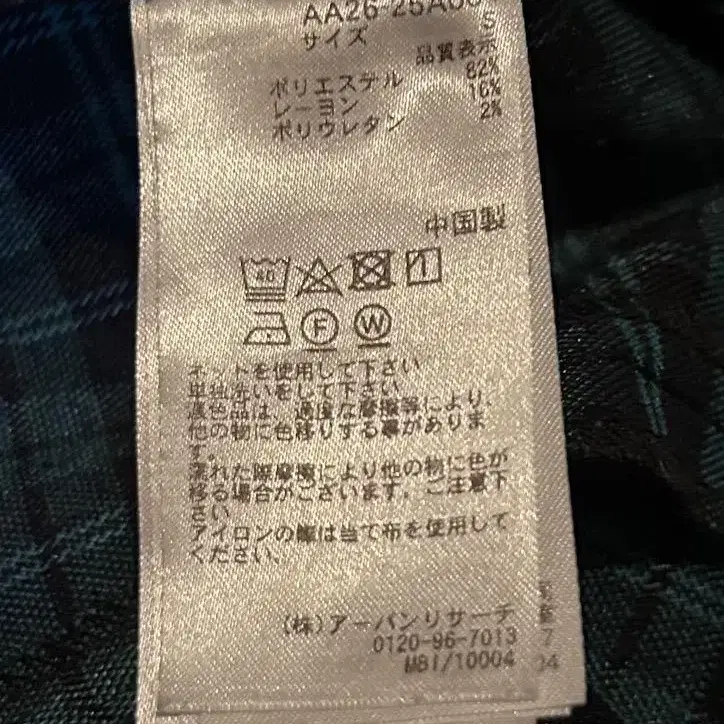 AA26-25A0
サイズ S
品質表示
ポリエステル 82%
レーヨン 16%
ポリウレタン 2%
中国製
40
F W
ネットを使用して下さい
単独洗いをして下さい
濃色品は、過度な摩擦等により、
他の物に色移りする事がありま
す。
濡れた際摩擦により他の物に色が
移る場合がございます。ご注意下
さい
アイロンの際は当て布を使用して
ください。
(株)アーバンリサーチ
0120-96-7013
MBI/10004
7
04